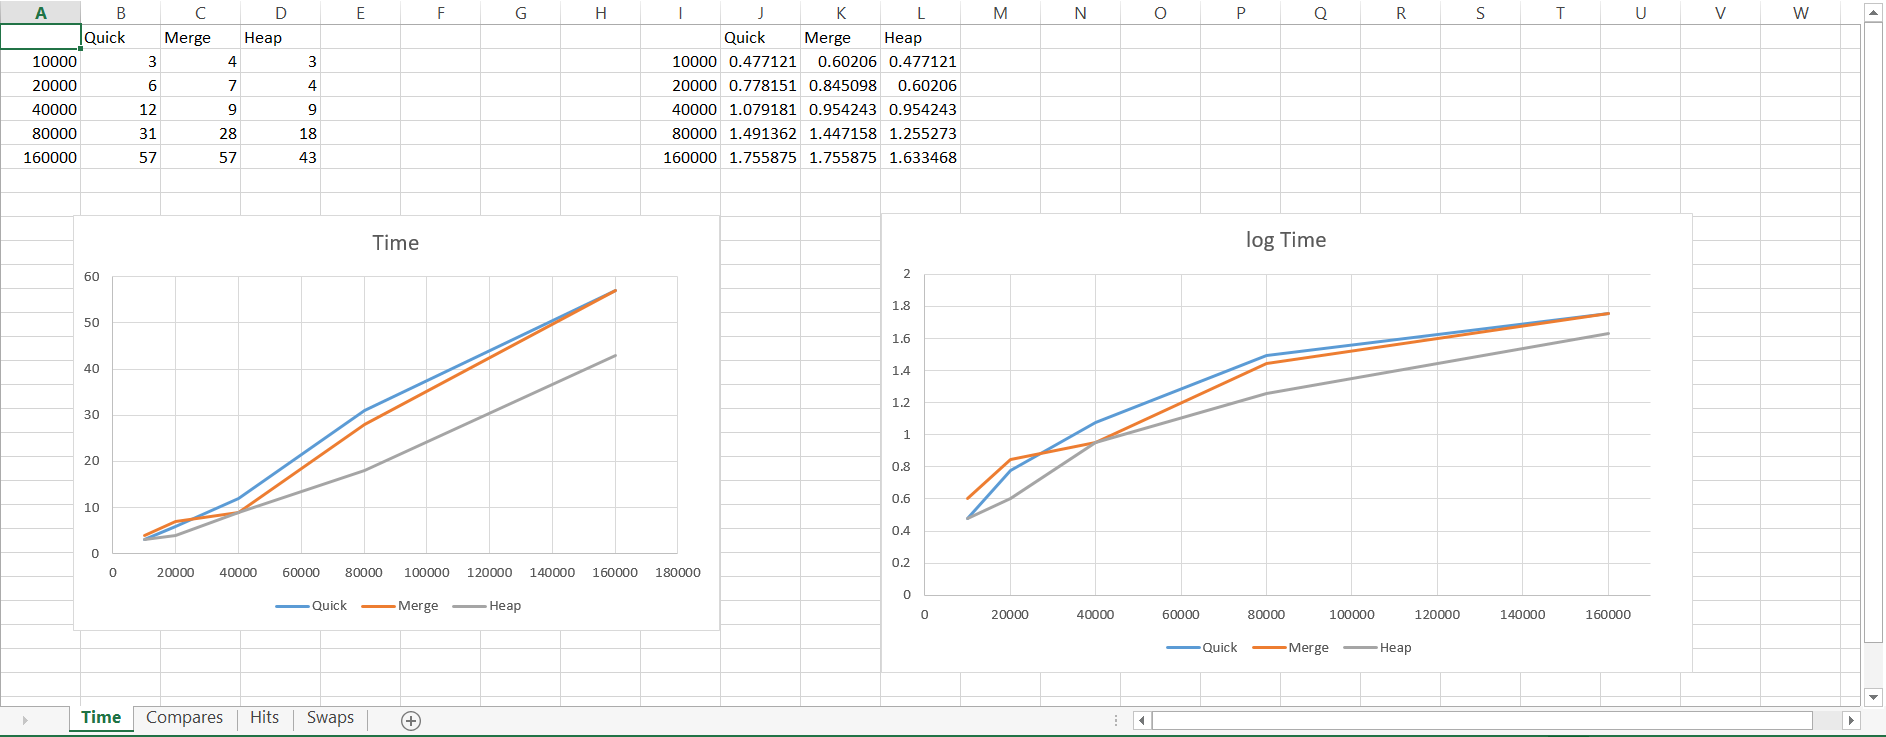 A B C D E F G H I J K L M N O P Q R S T U V W
Quick Merge Heap Quick Merge Heap
10000 3 4 3 10000 0.477121 0.60206 0.477121
20000 6 7 4 20000 0.778151 0.845098 0.60206
40000 12 9 9 40000 1.079181 0.954243 0.954243
80000 31 28 18 80000 1.491362 1.447158 1.255273
160000 57 57 43 160000 1.755875 1.755875 1.633468
Time
60
50
40
30
20
10
0
0 20000 40000 60000 80000 100000 120000 140000 160000 180000
Quick Merge Heap
log Time
2
1.8
1.6
1.4
1.2
1
0.8
0.6
0.4
0.2
0
0 20000 40000 60000 80000 100000 120000 140000 160000
Quick Merge Heap
Time Compares Hits Swaps